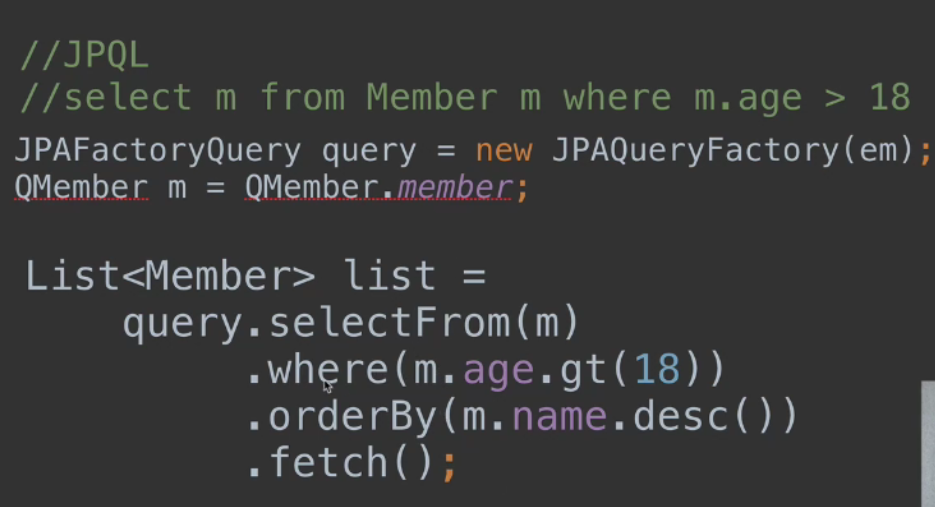 //JPQL
//select m from Member m where m.age > 18
JPAFactoryQuery query = new JPAQueryFactory(em);
QMember m = QMember.member;
List<Member> list =
query.selectFrom(m)
.where(m.age.gt(18))
.orderBy(m.name.desc())
.fetch();